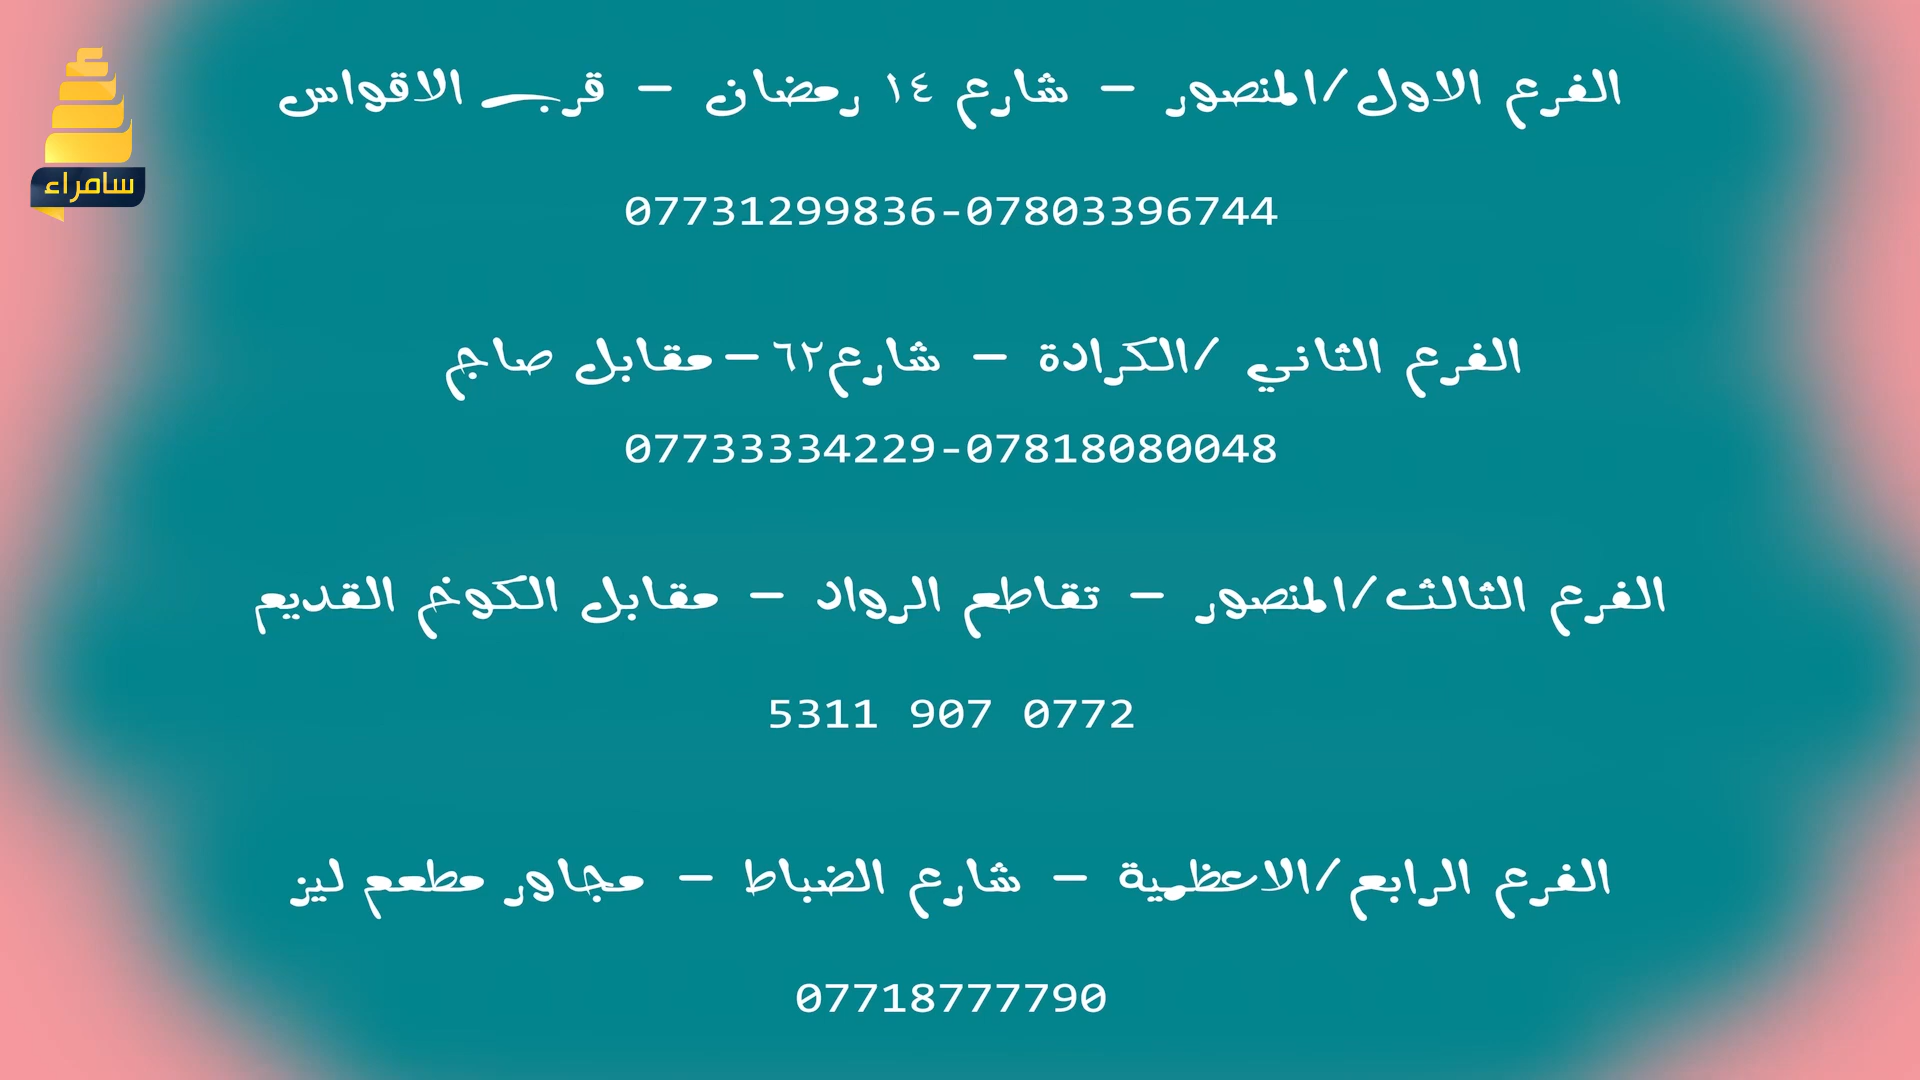 سامراء
الفرع الاول/المنصور - شارع ١٤ رمضان - قرب الاقواس
07731299836-07803396744
الفرع الثاني /الكرادة - شارع٦٢-مقابل صاج
07733334229-07818080048
الفرع الثالث/المنصور - تقاطع الرواد - مقابل الكوخ القديم
5311 907 0772
الفرع الرابع/الاعظمية - شارع الضباط - مجاور مطعم ليز
07718777790